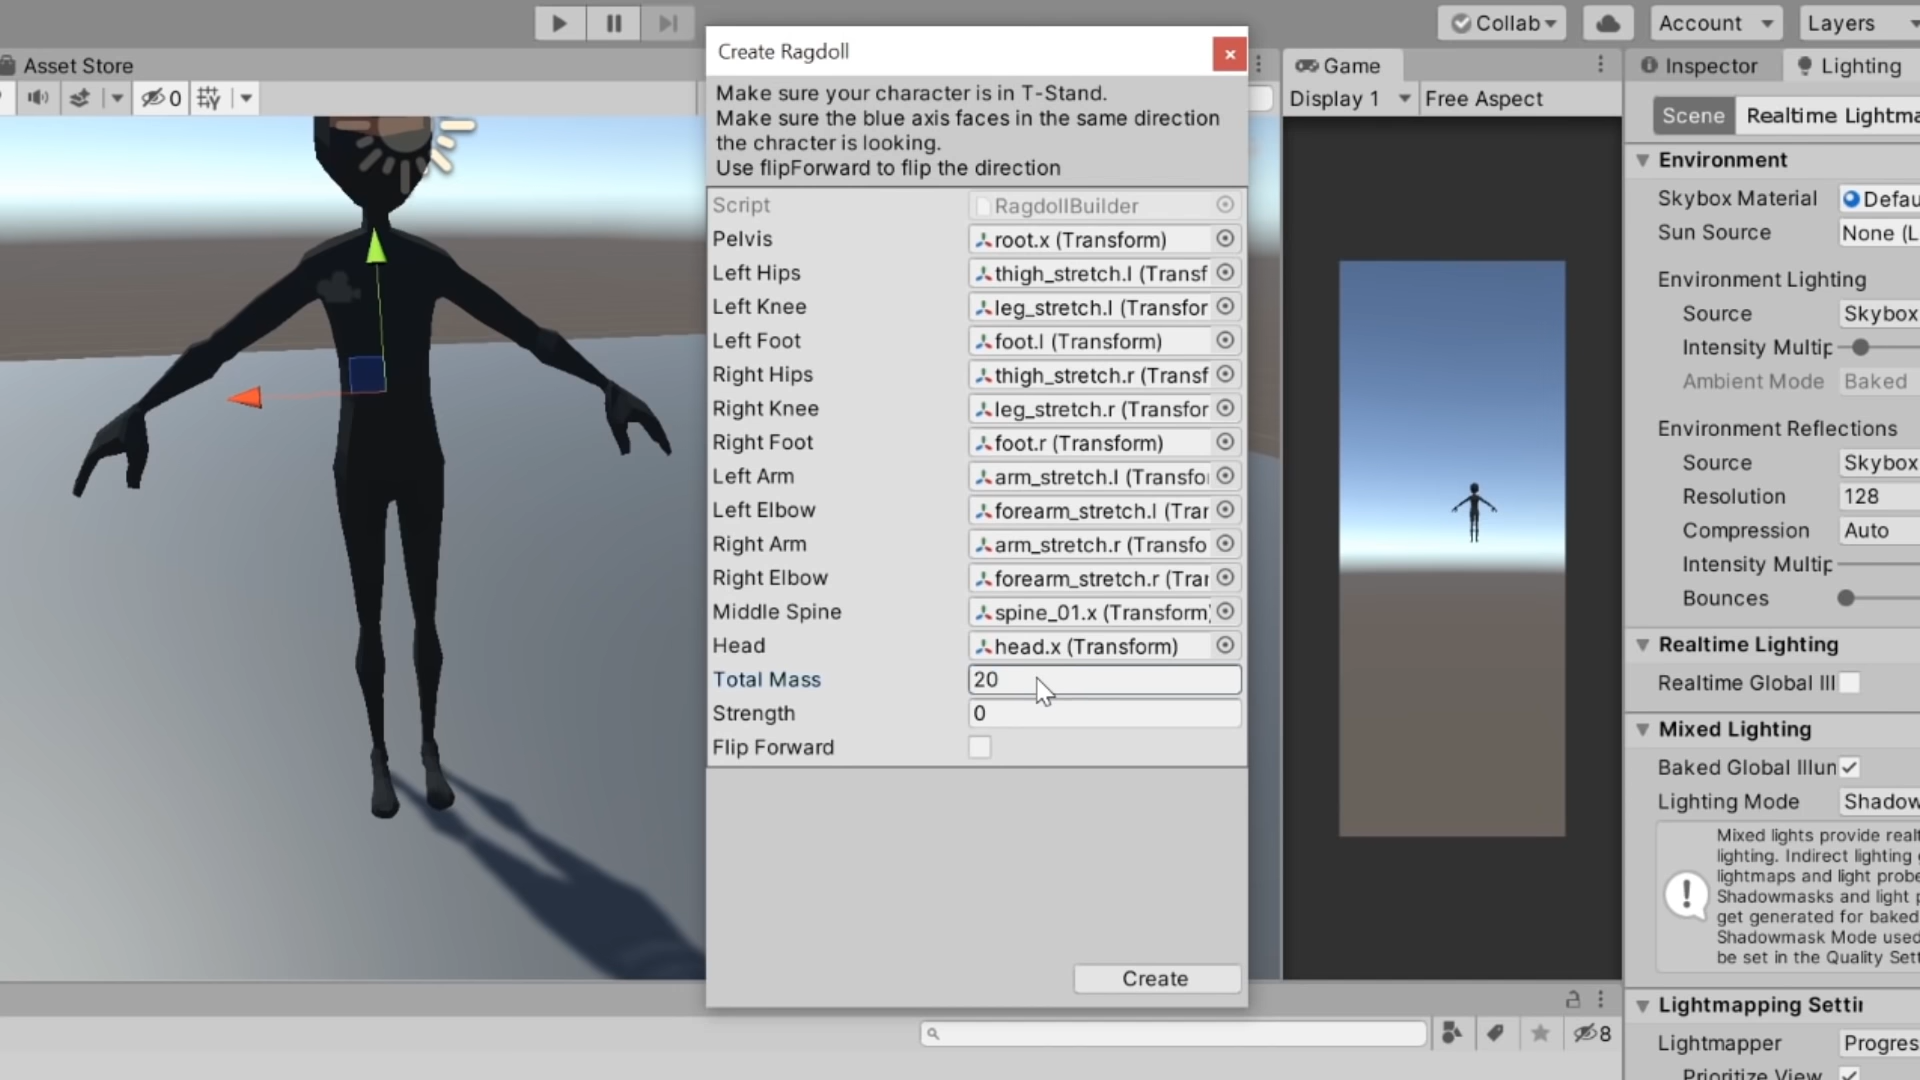 Collab
Account
Layers
Asset Store
0
Create Ragdoll
Make sure your character is in T-Stand.
Make sure the blue axis faces in the same direction
the chracter is looking.
Use flipForward to flip the direction
Script
RagdollBuilder
Pelvis
root.x (Transform)
Left Hips
thigh_stretch.l (Transf
Left Knee
leg_stretch.l (Transfor
Left Foot
foot.l (Transform)
Right Hips
thigh_stretch.r (Transf
Right Knee
leg_stretch.r (Transfor
Right Foot
foot.r (Transform)
Left Arm
arm_stretch.l (Transfo
Left Elbow
forearm_stretch.l (Trar
Right Arm
arm_stretch.r (Transfo
Right Elbow
forearm_stretch.r (Trar
Middle Spine
spine_01.x (Transform)
Head
head.x (Transform)
Total Mass
20
Strength
0
Flip Forward
Create
Game
Display 1
Free Aspect
Inspector
Lighting
Scene
Realtime Lightma
Environment
Skybox Material
Defau
Sun Source
None (L
Environment Lighting
Source
Skybox
Intensity Multip
Ambient Mode
Baked
Environment Reflections
Source
Skybox
Resolution
128
Compression
Auto
Intensity Multip
Bounces
Realtime Lighting
Realtime Global Ill
Mixed Lighting
Baked Global Illun
Lighting Mode
Shadow
Mixed lights provide realt
lighting. Indirect lighting
lightmaps and light probe
Shadowmasks and light p
get generated for baked
Shadowmask Mode used
be set in the Quality Sett
Lightmapping Settin
Lightmapper
Progres
Prioritize View
8